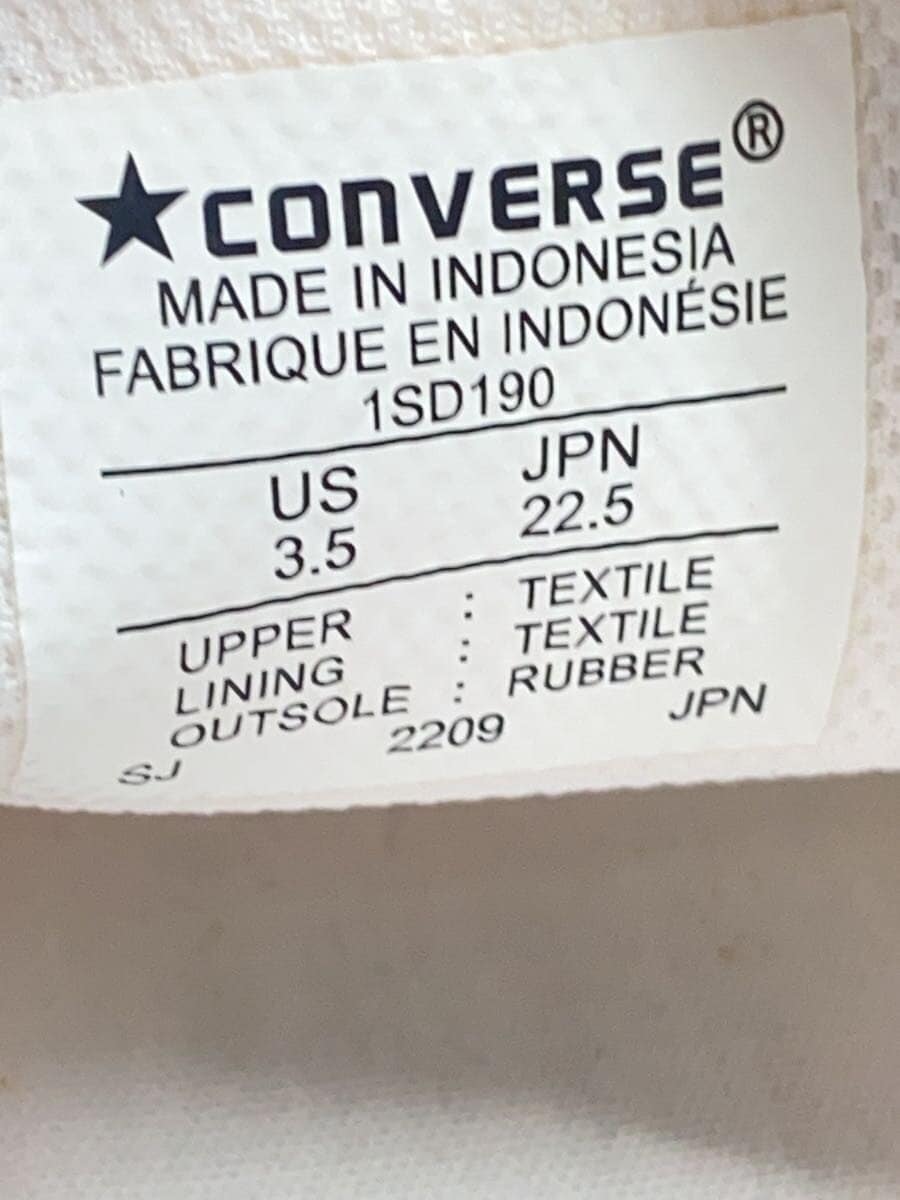 ★CONVERSE®
MADE IN INDONESIA
FABRIQUE EN INDONÉSIE
1SD190
US JPN
3.5 22.5
UPPER : TEXTILE
LINING : TEXTILE
OUTSOLE : RUBBER
SJ 2209 JPN